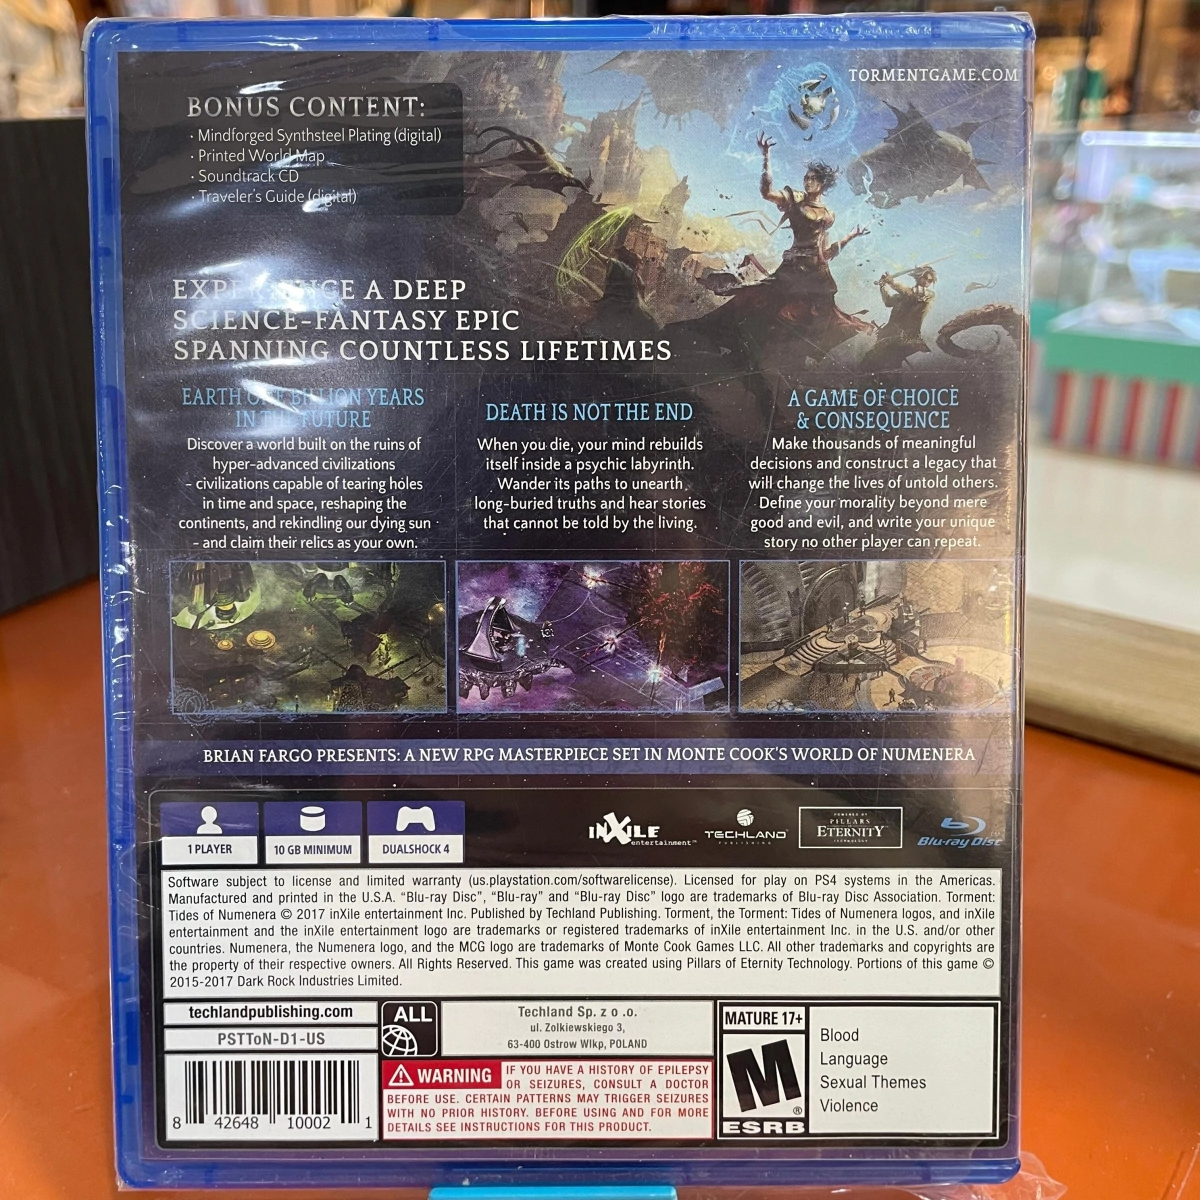 TORMENTGAME.COM
BONUS CONTENT:
· Mindforged Synthsteel Plating (digital)
· Printed World Map
· Soundtrack CD
· Traveler's Guide (digital)
EXPERIENCE A DEEP
SCIENCE-FANTASY EPIC
SPANNING COUNTLESS LIFETIMES
EARTH ONE BILLION YEARS
IN THE FUTURE
Discover a world built on the ruins of
hyper-advanced civilizations
– civilizations capable of tearing holes
in time and space, reshaping the
continents, and rekindling our dying sun
– and claim their relics as your own.
DEATH IS NOT THE END
When you die, your mind rebuilds
itself inside a psychic labyrinth.
Wander its paths to unearth
long-buried truths and hear stories
that cannot be told by the living.
A GAME OF CHOICE
& CONSEQUENCE
Make thousands of meaningful
decisions and construct a legacy that
will change the lives of untold others.
Define your morality beyond mere
good and evil, and write your unique
story no other player can repeat.
BRIAN FARGO PRESENTS: A NEW RPG MASTERPIECE SET IN MONTE COOK'S WORLD OF NUMENERA
1 PLAYER
10 GB MINIMUM
DUALSHOCK 4
INXILE
entertainment™
TECHLAND
PUBLISHING
POWERED BY
PILLARS
OF
ETERNITY
TECHNOLOGY
Blu-ray Disc
Software subject to license and limited warranty (us.playstation.com/softwarelicense). Licensed for play on PS4 systems in the Americas.
Manufactured and printed in the U.S.A. “Blu-ray Disc”, “Blu-ray” and “Blu-ray Disc” logo are trademarks of Blu-ray Disc Association. Torment:
Tides of Numenera © 2017 inXile entertainment Inc. Published by Techland Publishing. Torment, the Torment: Tides of Numenera logos, and inXile
entertainment and the inXile entertainment logo are trademarks or registered trademarks of inXile entertainment Inc. in the U.S. and/or other
countries. Numenera, the Numenera logo, and the MCG logo are trademarks of Monte Cook Games LLC. All other trademarks and copyrights are
the property of their respective owners. All Rights Reserved. This game was created using Pillars of Eternity Technology. Portions of this game ©
2015-2017 Dark Rock Industries Limited.
techlandpublishing.com
PSTToN-D1-US
8 42648 10002 1
ALL
Techland Sp. z o .o.
ul. Zolkiewskiego 3,
63-400 Ostrow Wlkp, POLAND
WARNING IF YOU HAVE A HISTORY OF EPILEPSY
OR SEIZURES, CONSULT A DOCTOR
BEFORE USE. CERTAIN PATTERNS MAY TRIGGER SEIZURES
WITH NO PRIOR HISTORY. BEFORE USING AND FOR MORE
DETAILS SEE INSTRUCTIONS FOR THIS PRODUCT.
MATURE 17+
M
®
ESRB
Blood
Language
Sexual Themes
Violence